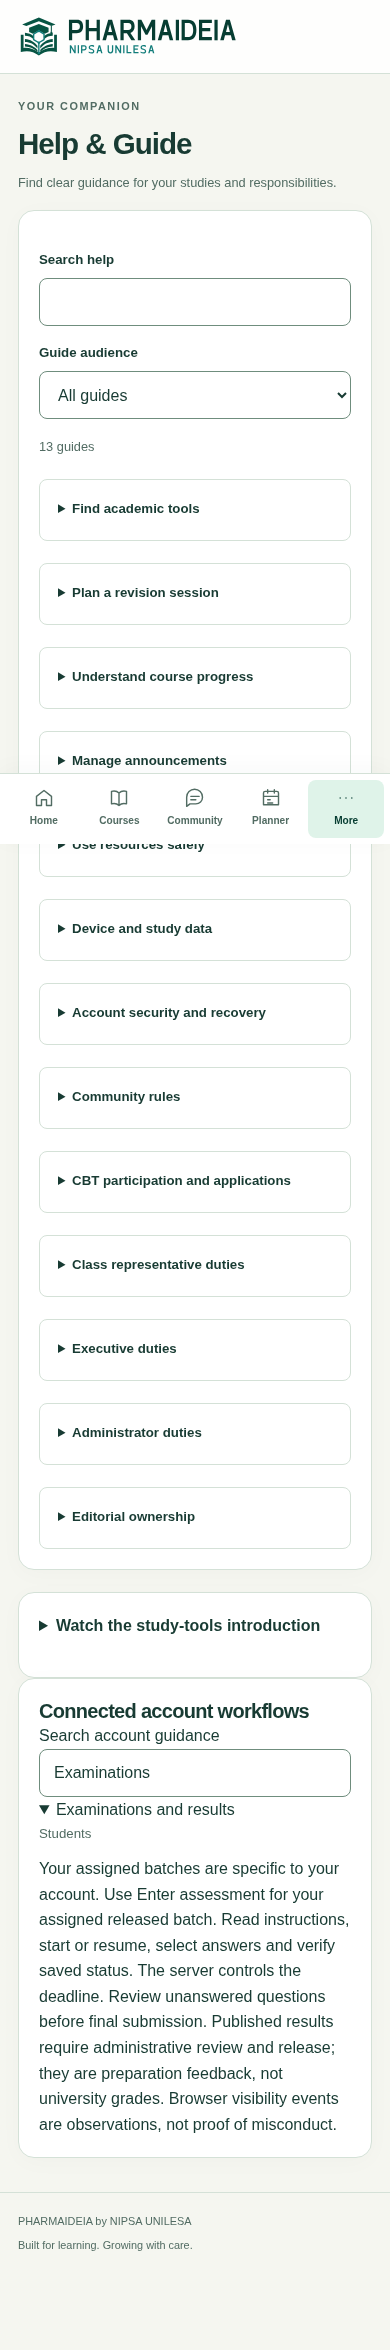 PHARMAIDEIA
NIPSA UNILESA
YOUR COMPANION
Help & Guide
Find clear guidance for your studies and responsibilities.
Search help
Guide audience
All guides
13 guides
Find academic tools
Plan a revision session
Understand course progress
Manage announcements
Home
Courses
Community
Planner
More
Use resources safely
Device and study data
Account security and recovery
Community rules
CBT participation and applications
Class representative duties
Executive duties
Administrator duties
Editorial ownership
Watch the study-tools introduction
Connected account workflows
Search account guidance
Examinations
Examinations and results
Students
Your assigned batches are specific to your
account. Use Enter assessment for your
assigned released batch. Read instructions,
start or resume, select answers and verify
saved status. The server controls the
deadline. Review unanswered questions
before final submission. Published results
require administrative review and release;
they are preparation feedback, not
university grades. Browser visibility events
are observations, not proof of misconduct.
PHARMAIDEIA by NIPSA UNILESA
Built for learning. Growing with care.